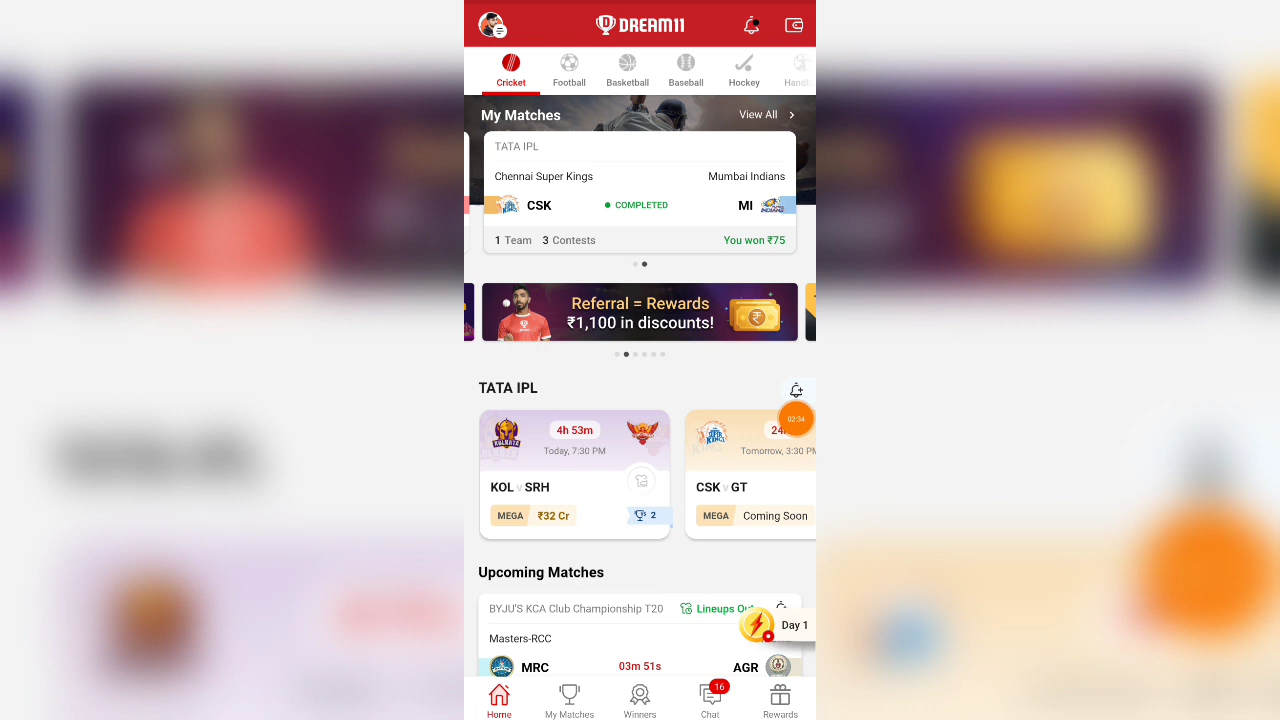 DREAM11
Cricket Football Basketball Baseball Hockey
My Matches View All
TATA IPL
Chennai Super Kings Mumbai Indians
CSK COMPLETED MI
1 Team 3 Contests You won ₹75
Referral = Rewards
₹1,100 in discounts!
TATA IPL
02:34
4h 53m
Today, 7:30 PM Tomorrow, 3:30 PM
KOL v SRH CSK v GT
MEGA ₹32 Cr 2 MEGA Coming Soon
Upcoming Matches
BYJU'S KCA Club Championship T20 Lineups Out
Day 1
Masters-RCC
MRC 03m 51s AGR
16
Home My Matches Winners Chat Rewards